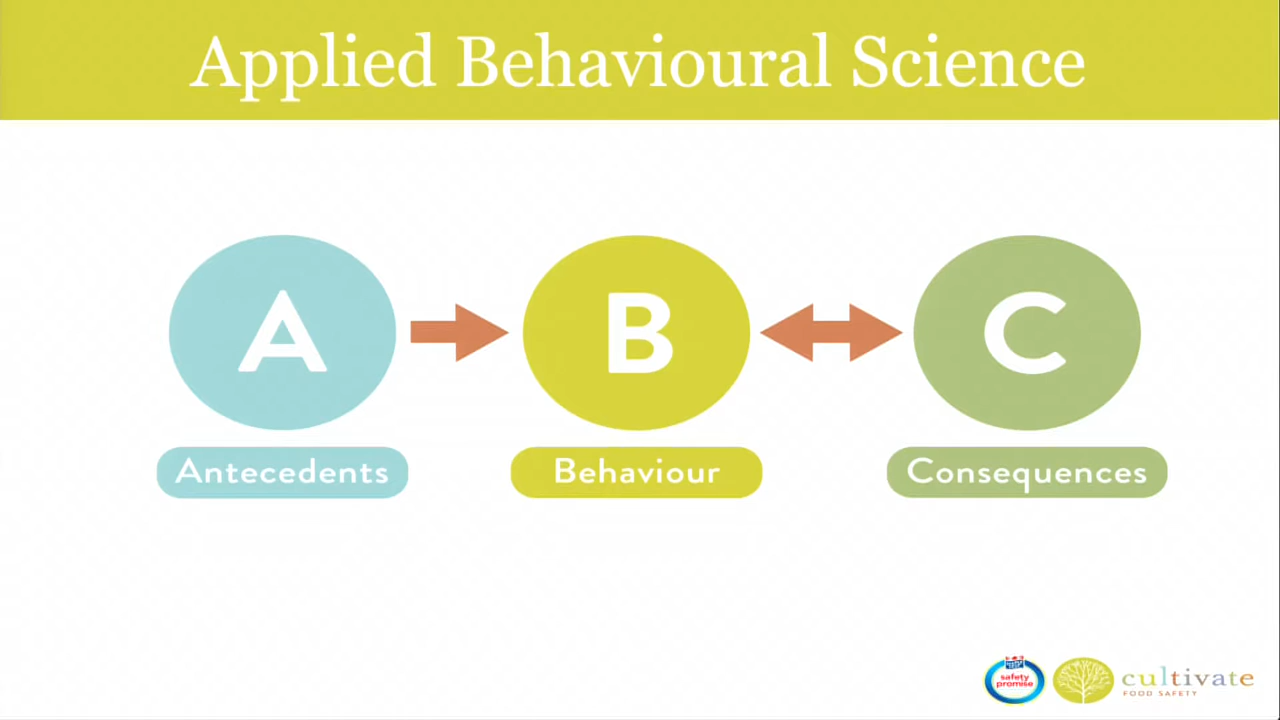 Applied Behavioural Science
A
B
C
Antecedents
Behaviour
Consequences
safety
promise
cultivate
FOOD SAFETY